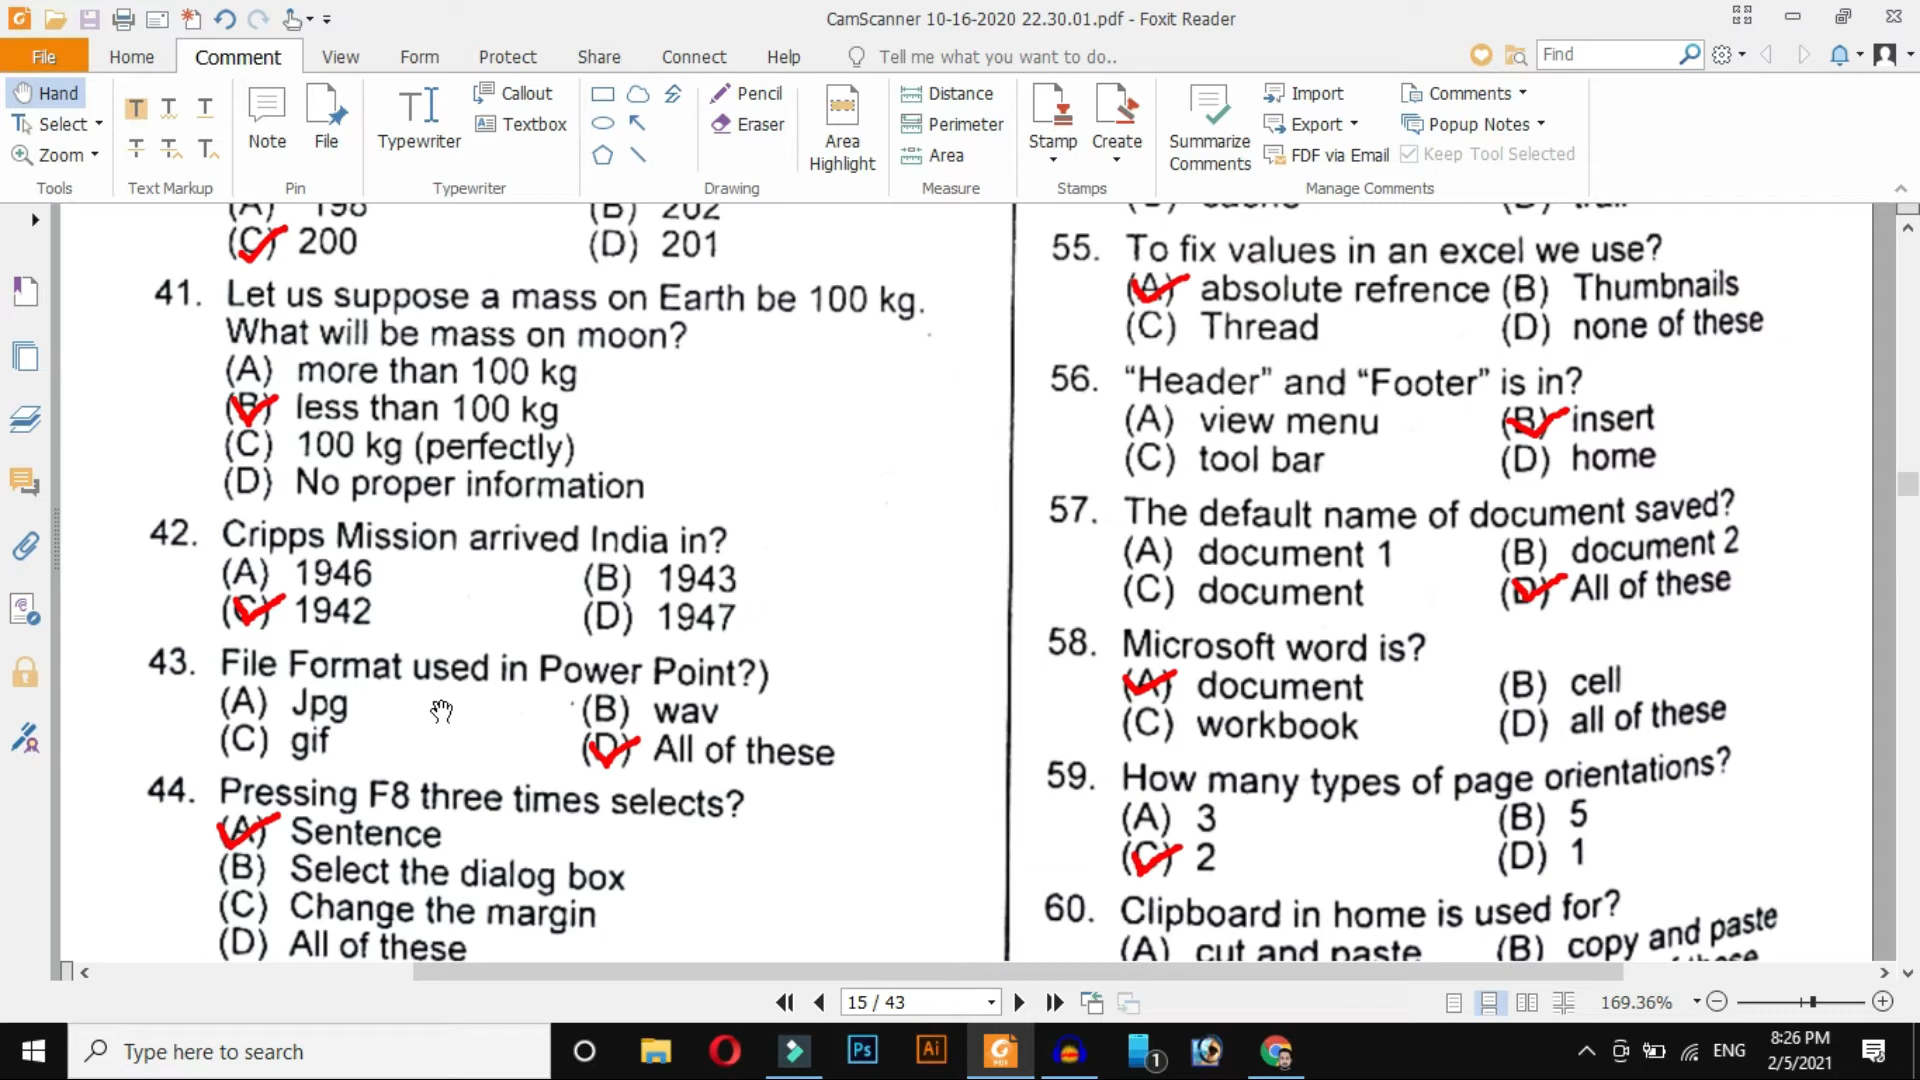 CamScanner 10-16-2020 22.30.01.pdf - Foxit Reader
File Home Comment View Form Protect Share Connect Help Tell me what you want to do.. Find
Hand
Select
Zoom
Tools
Text Markup
Note
File
Pin
Typewriter
Callout
Textbox
Typewriter
Pencil
Eraser
Drawing
Area
Highlight
Distance
Perimeter
Area
Measure
Stamp
Create
Stamps
Summarize
Comments
Import
Export
FDF via Email
Comments
Popup Notes
Keep Tool Selected
Manage Comments
(A) 198 (B) 202
(C) 200 (D) 201
41. Let us suppose a mass on Earth be 100 kg.
What will be mass on moon?
(A) more than 100 kg
(B) less than 100 kg
(C) 100 kg (perfectly)
(D) No proper information
42. Cripps Mission arrived India in?
(A) 1946 (B) 1943
(C) 1942 (D) 1947
43. File Format used in Power Point?)
(A) Jpg (B) wav
(C) gif (D) All of these
44. Pressing F8 three times selects?
(A) Sentence
(B) Select the dialog box
(C) Change the margin
(D) All of these
55. To fix values in an excel we use?
(A) absolute refrence (B) Thumbnails
(C) Thread (D) none of these
56. “Header” and “Footer” is in?
(A) view menu (B) insert
(C) tool bar (D) home
57. The default name of document saved?
(A) document 1 (B) document 2
(C) document (D) All of these
58. Microsoft word is?
(A) document (B) cell
(C) workbook (D) all of these
59. How many types of page orientations?
(A) 3 (B) 5
(C) 2 (D) 1
60. Clipboard in home is used for?
(A) cut and paste (B) copy and paste
15 / 43
169.36%
Type here to search
Ps
Ai
1
ENG
8:26 PM
2/5/2021